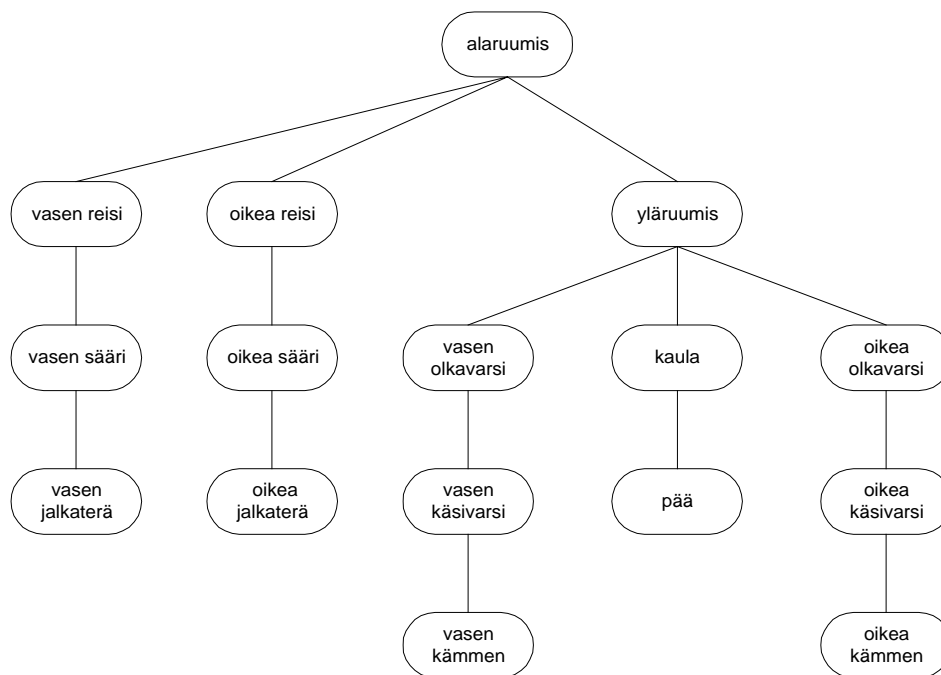 alaruumis
vasen reisi
oikea reisi
yläruumis
vasen sääri
oikea sääri
vasen
olkavarsi
kaula
oikea
olkavarsi
vasen
jalkaterä
oikea
jalkaterä
vasen
käsivarsi
pää
oikea
käsivarsi
vasen
kämmen
oikea
kämmen